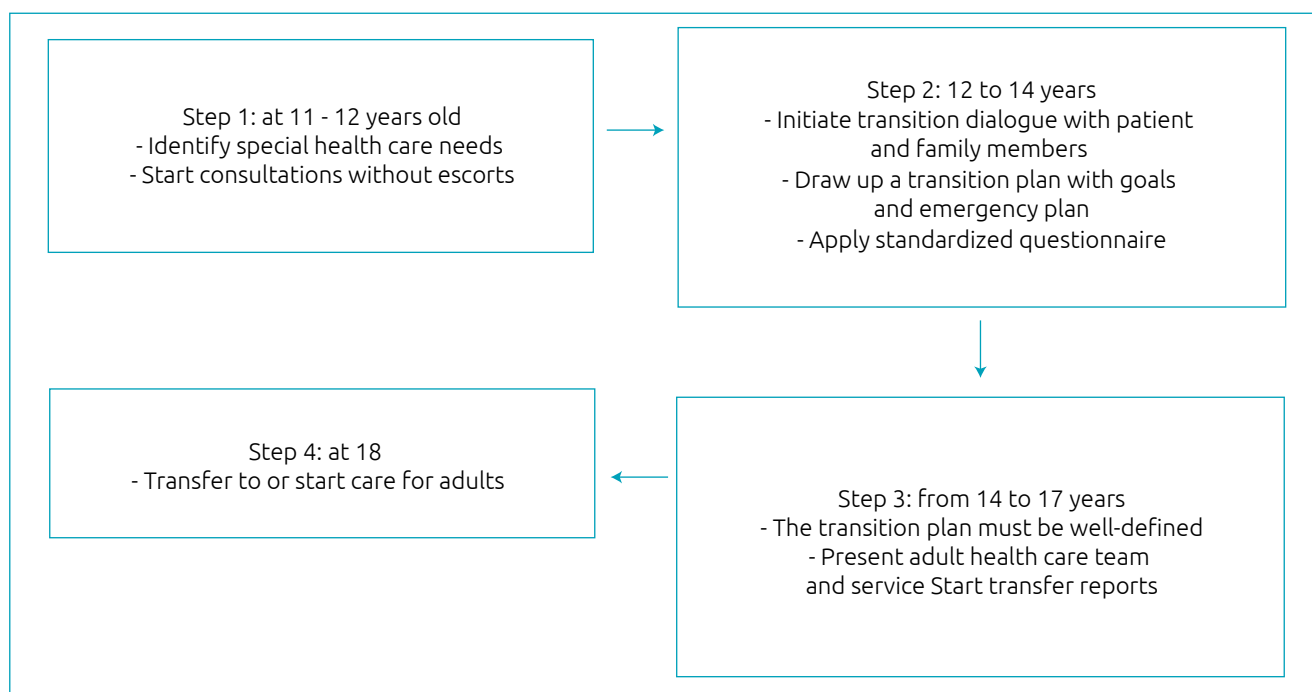 Step 1: at 11 - 12 years old
- Identify special health care needs
- Start consultations without escorts
Step 2: 12 to 14 years
- Initiate transition dialogue with patient
and family members
- Draw up a transition plan with goals
and emergency plan
- Apply standardized questionnaire
Step 3: from 14 to 17 years
- The transition plan must be well-defined
- Present adult health care team
and service Start transfer reports
Step 4: at 18
- Transfer to or start care for adults